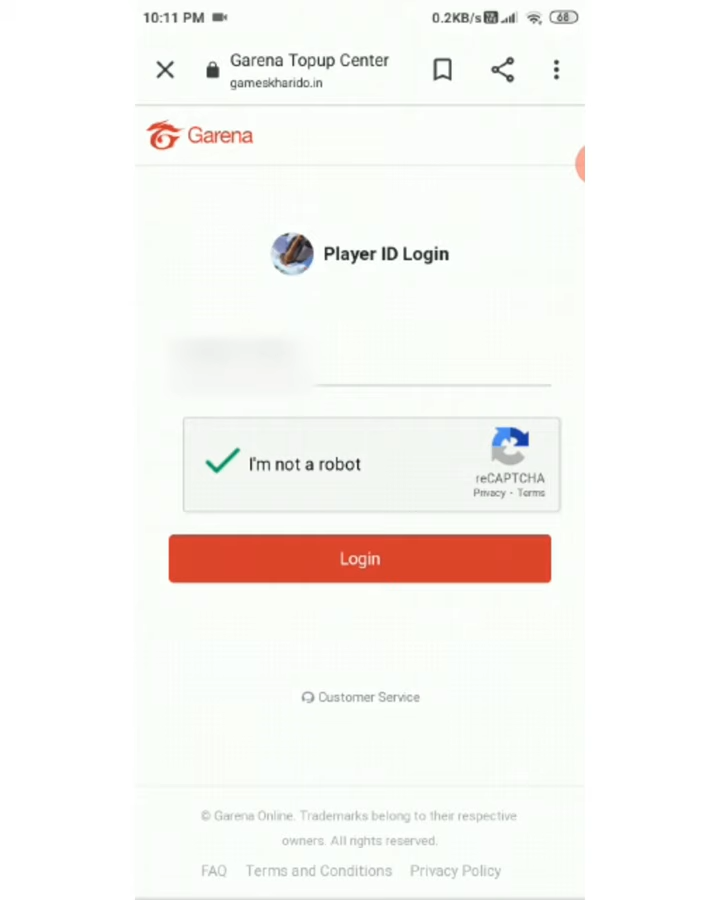 10:11 PM 0.2KB/s 68
Garena Topup Center
gameskharido.in
Garena
Player ID Login
I'm not a robot
reCAPTCHA
Privacy - Terms
Login
Customer Service
© Garena Online. Trademarks belong to their respective
owners. All rights reserved.
FAQ Terms and Conditions Privacy Policy